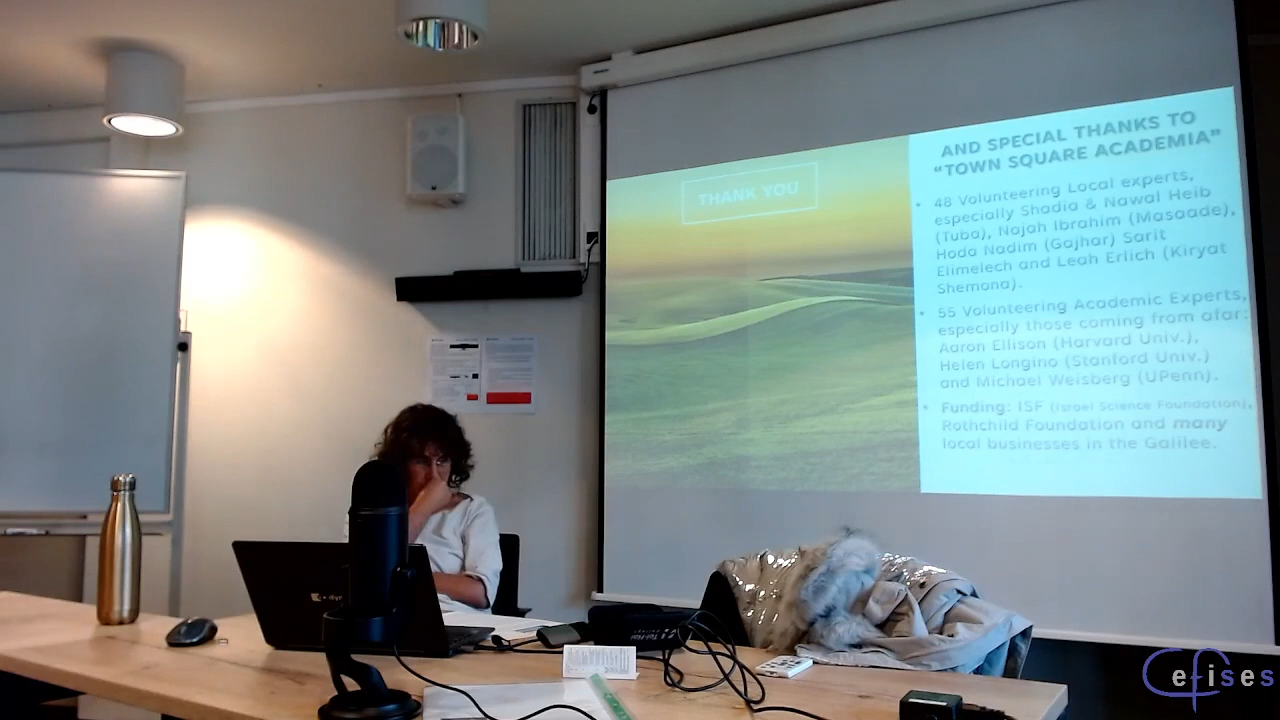 THANK YOU
AND SPECIAL THANKS TO
"TOWN SQUARE ACADEMIA"
• 48 Volunteering Local experts,
especially Shadia & Nawal Heib
(Tuba), Najah Ibrahim (Masaade),
Hoda Nadim (Gajhar) Sarit
Elimelech and Leah Erlich (Kiryat
Shemona).
• 55 Volunteering Academic Experts,
especially those coming from afar:
Aaron Ellison (Harvard Univ.),
Helen Longino (Stanford Univ.)
and Michael Weisberg (UPenn).
• Funding: ISF (Israel Science Foundation),
Rothchild Foundation and many
local businesses in the Galilee.
Tel-Hai
Cefises